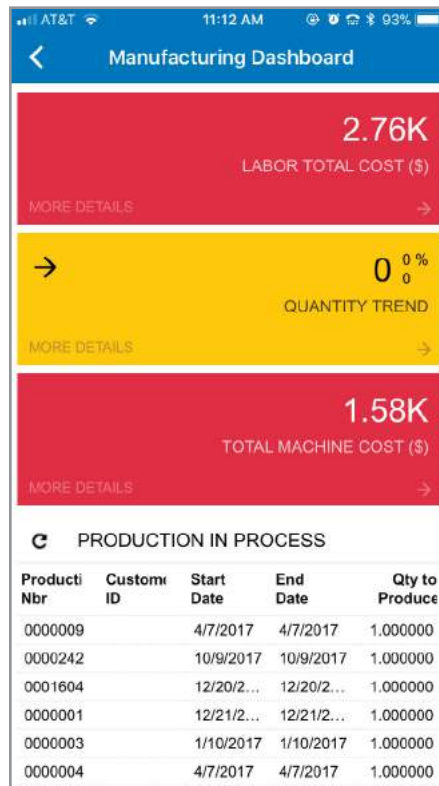 AT&T 11:12 AM 93%
Manufacturing Dashboard
2.76K
LABOR TOTAL COST ($)
MORE DETAILS
0 0 %
0
QUANTITY TREND
MORE DETAILS
1.58K
TOTAL MACHINE COST ($)
MORE DETAILS
PRODUCTION IN PROCESS
Producti Custome Start End Qty to
Nbr ID Date Date Produce
0000009 4/7/2017 4/7/2017 1.000000
0000242 10/9/2017 10/9/2017 1.000000
0001604 12/20/2... 12/20/2... 1.000000
0000001 12/21/2... 12/21/2... 1.000000
0000003 1/10/2017 1/10/2017 1.000000
0000004 4/7/2017 4/7/2017 1.000000